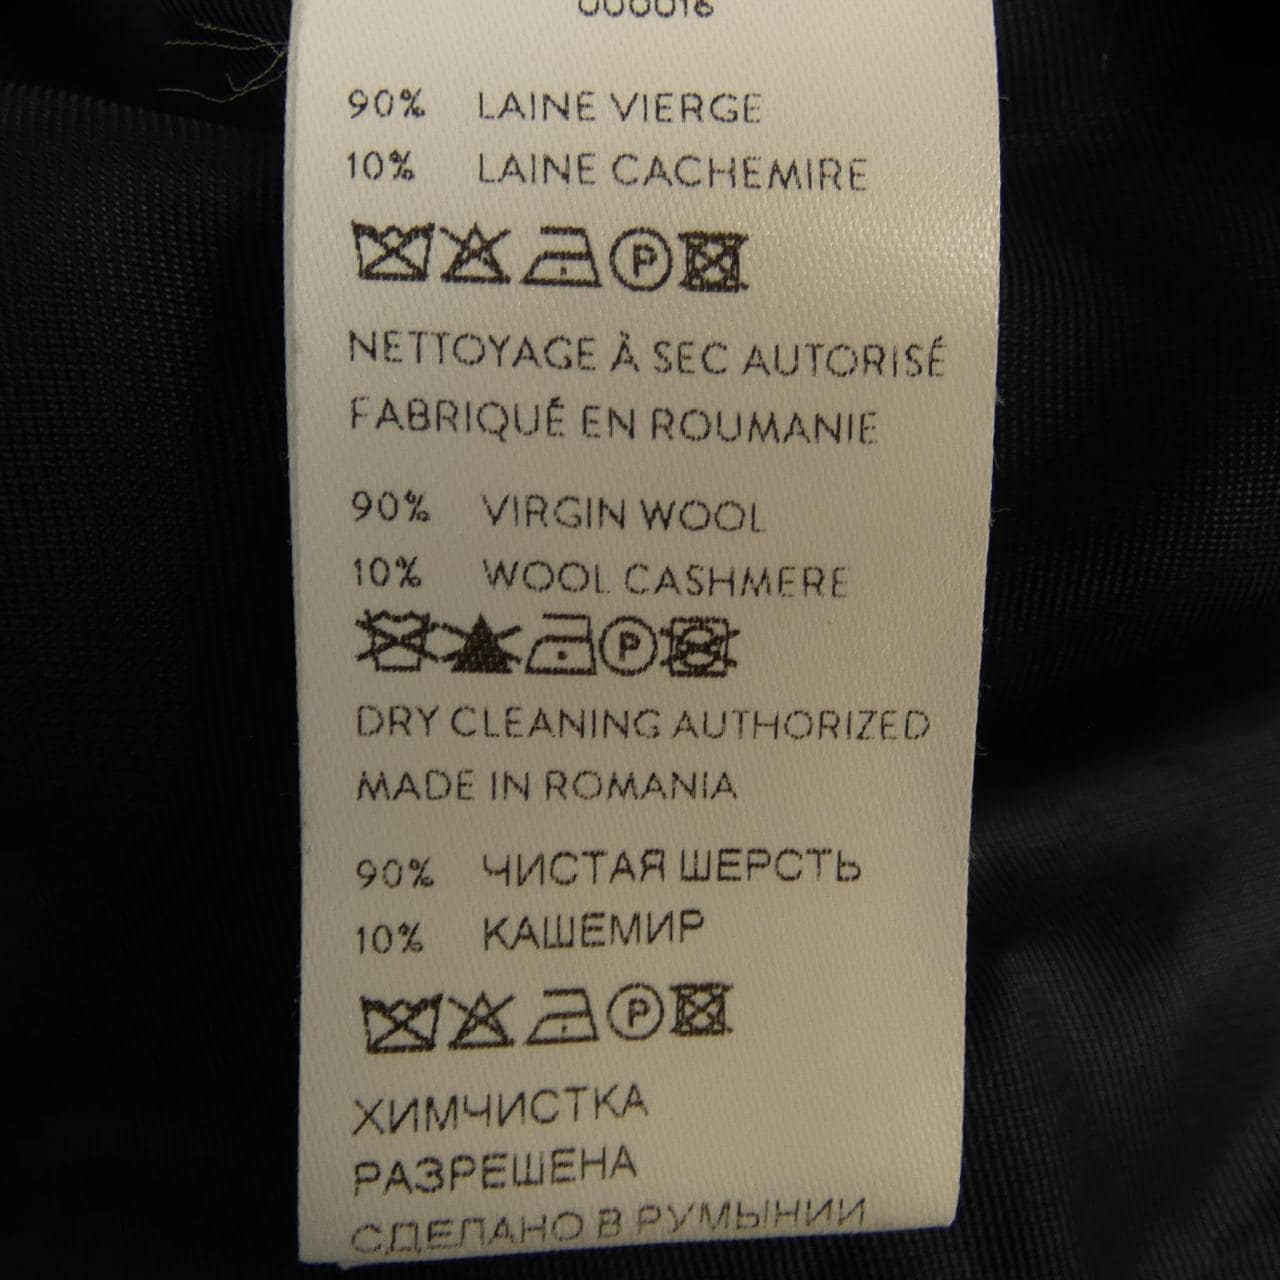 000016
90% LAINE VIERGE
10% LAINE CACHEMIRE
P
NETTOYAGE À SEC AUTORISÉ
FABRIQUÉ EN ROUMANIE
90% VIRGIN WOOL
10% WOOL CASHMERE
P
DRY CLEANING AUTHORIZED
MADE IN ROMANIA
90% ЧИСТАЯ ШЕРСТЬ
10% КАШЕМИР
P
ХИМЧИСТКА
РАЗРЕШЕНА
СДЕЛАНО В РУМЫНИИ